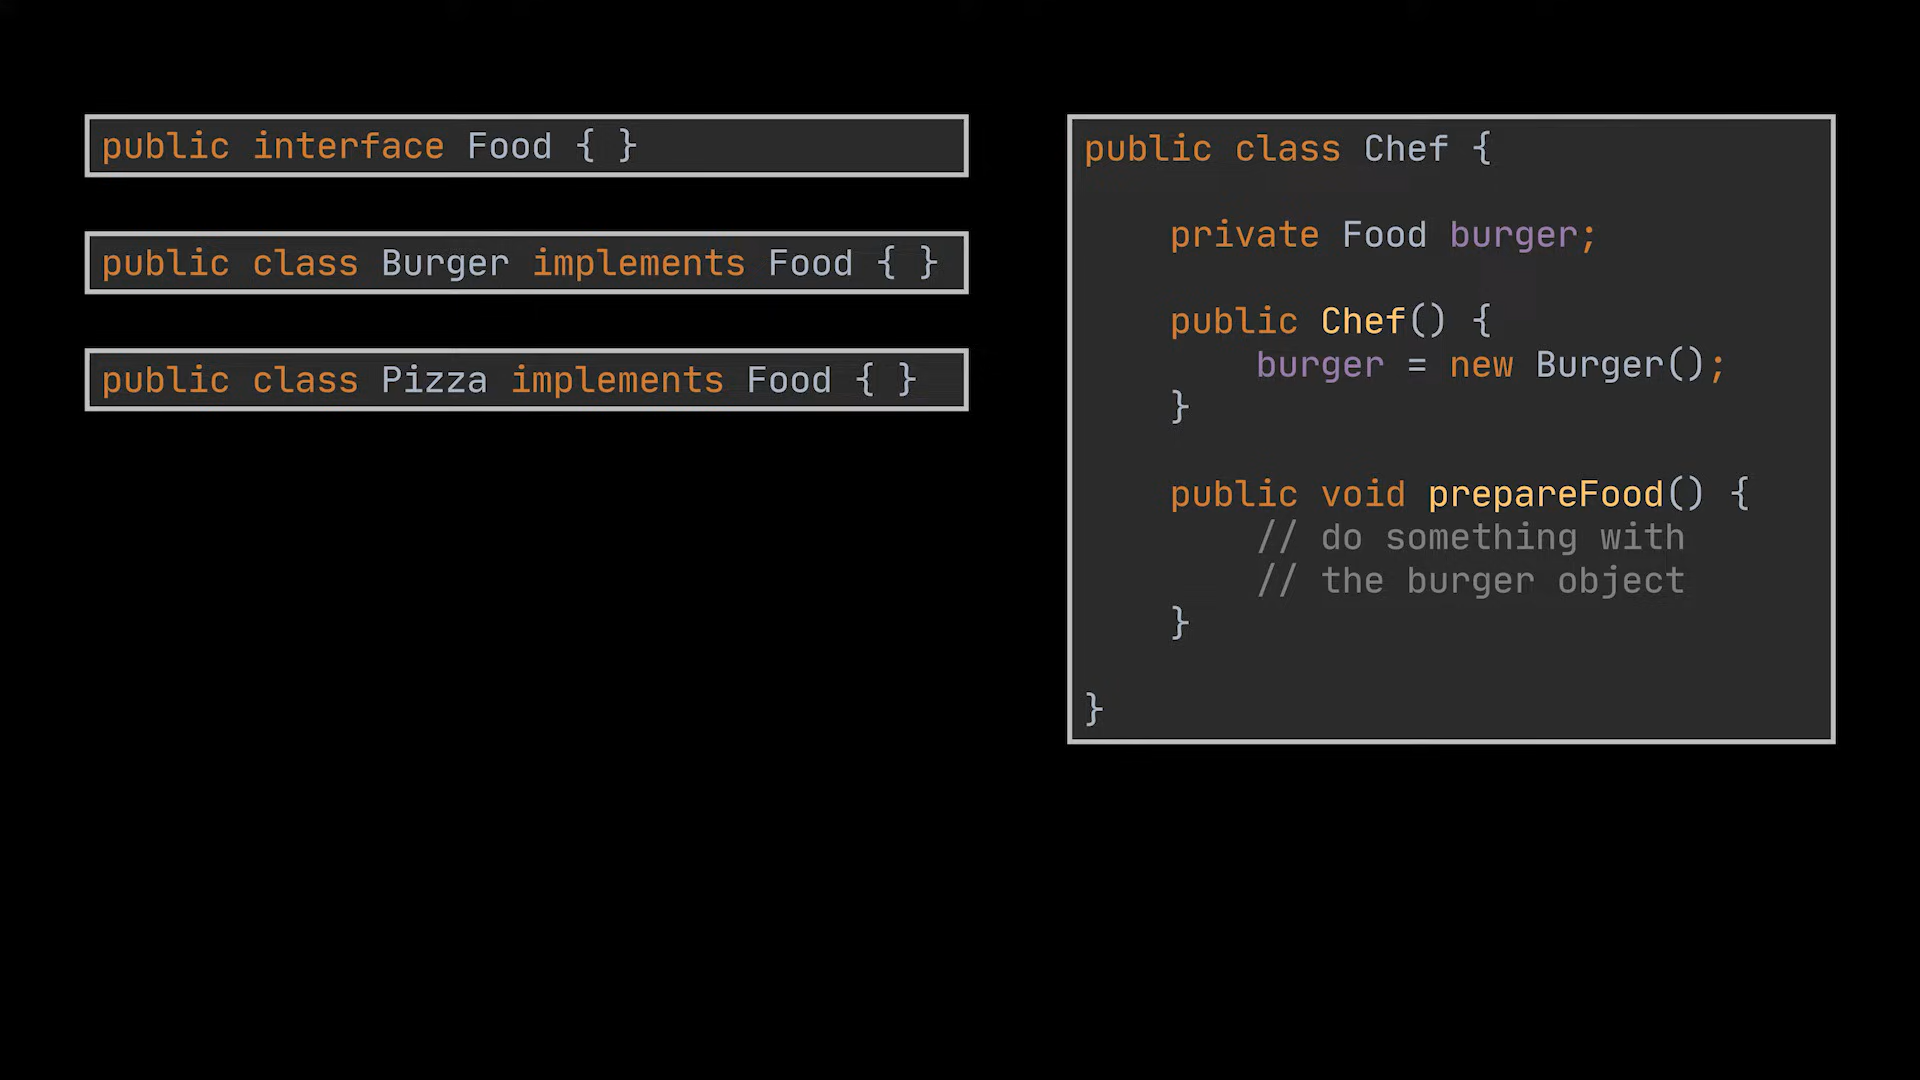 public interface Food { }
public class Burger implements Food { }
public class Pizza implements Food { }
public class Chef {
private Food burger;
public Chef() {
burger = new Burger();
}
public void prepareFood() {
// do something with
// the burger object
}
}